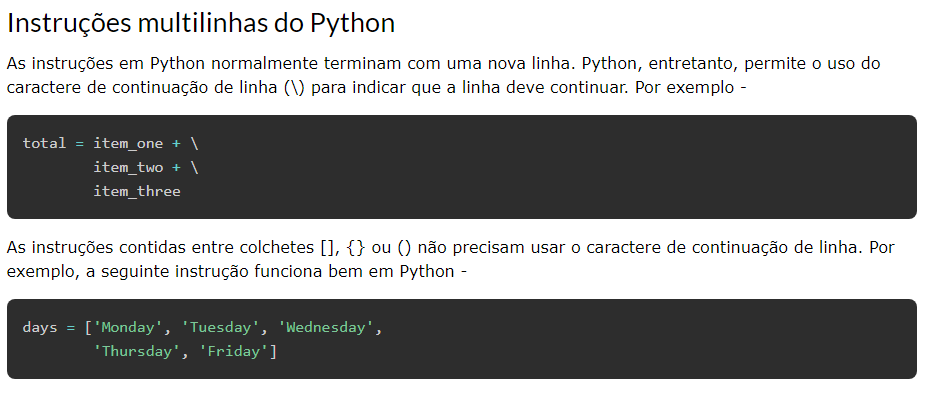 Instruções multilinhas do Python
As instruções em Python normalmente terminam com uma nova linha. Python, entretanto, permite o uso do
caractere de continuação de linha (\) para indicar que a linha deve continuar. Por exemplo -
total = item_one + \
        item_two + \
        item_three
As instruções contidas entre colchetes [], {} ou () não precisam usar o caractere de continuação de linha. Por
exemplo, a seguinte instrução funciona bem em Python -
days = ['Monday', 'Tuesday', 'Wednesday',
        'Thursday', 'Friday']